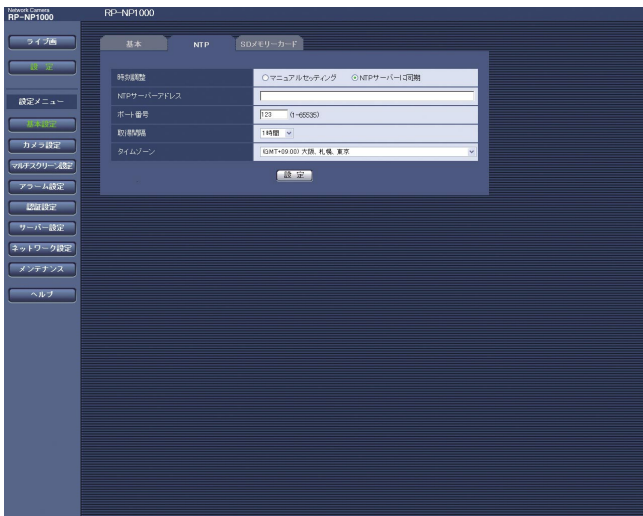 Network Camera
RP-NP1000
RP-NP1000
ライブ画
設 定
設定メニュー
基本設定
カメラ設定
マルチスクリーン設定
アラーム設定
認証設定
サーバー設定
ネットワーク設定
メンテナンス
ヘルプ
基本
NTP
SDメモリーカード
時刻調整
マニュアルセッティング
NTPサーバーに同期
NTPサーバーアドレス
ポート番号
123 (1-65535)
取得間隔
1時間
タイムゾーン
(GMT+09:00) 大阪、札幌、東京
設 定